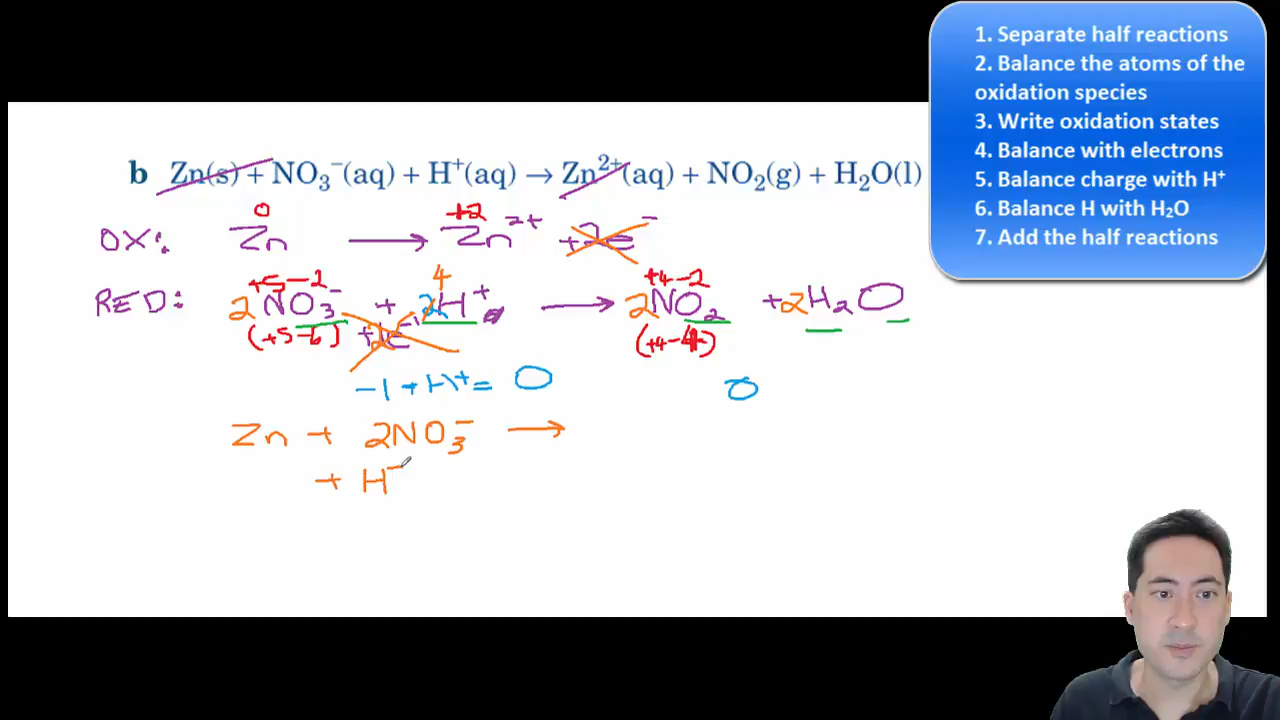 1. Separate half reactions
2. Balance the atoms of the
oxidation species
3. Write oxidation states
4. Balance with electrons
5. Balance charge with H⁺
6. Balance H with H₂O
7. Add the half reactions
b Zn(s) + NO₃⁻(aq) + H⁺(aq) → Zn²⁺(aq) + NO₂(g) + H₂O(l)
0 +2
OX: Zn → Zn²⁺ + 2e⁻
+5 -2 4 +4 -2
RED: 2NO₃⁻ + 2H⁺ → 2NO₂ + 2H₂O
(+5-6) (+4-4)
-1 + H⁺ = 0 0
Zn + 2NO₃⁻ →
+ H